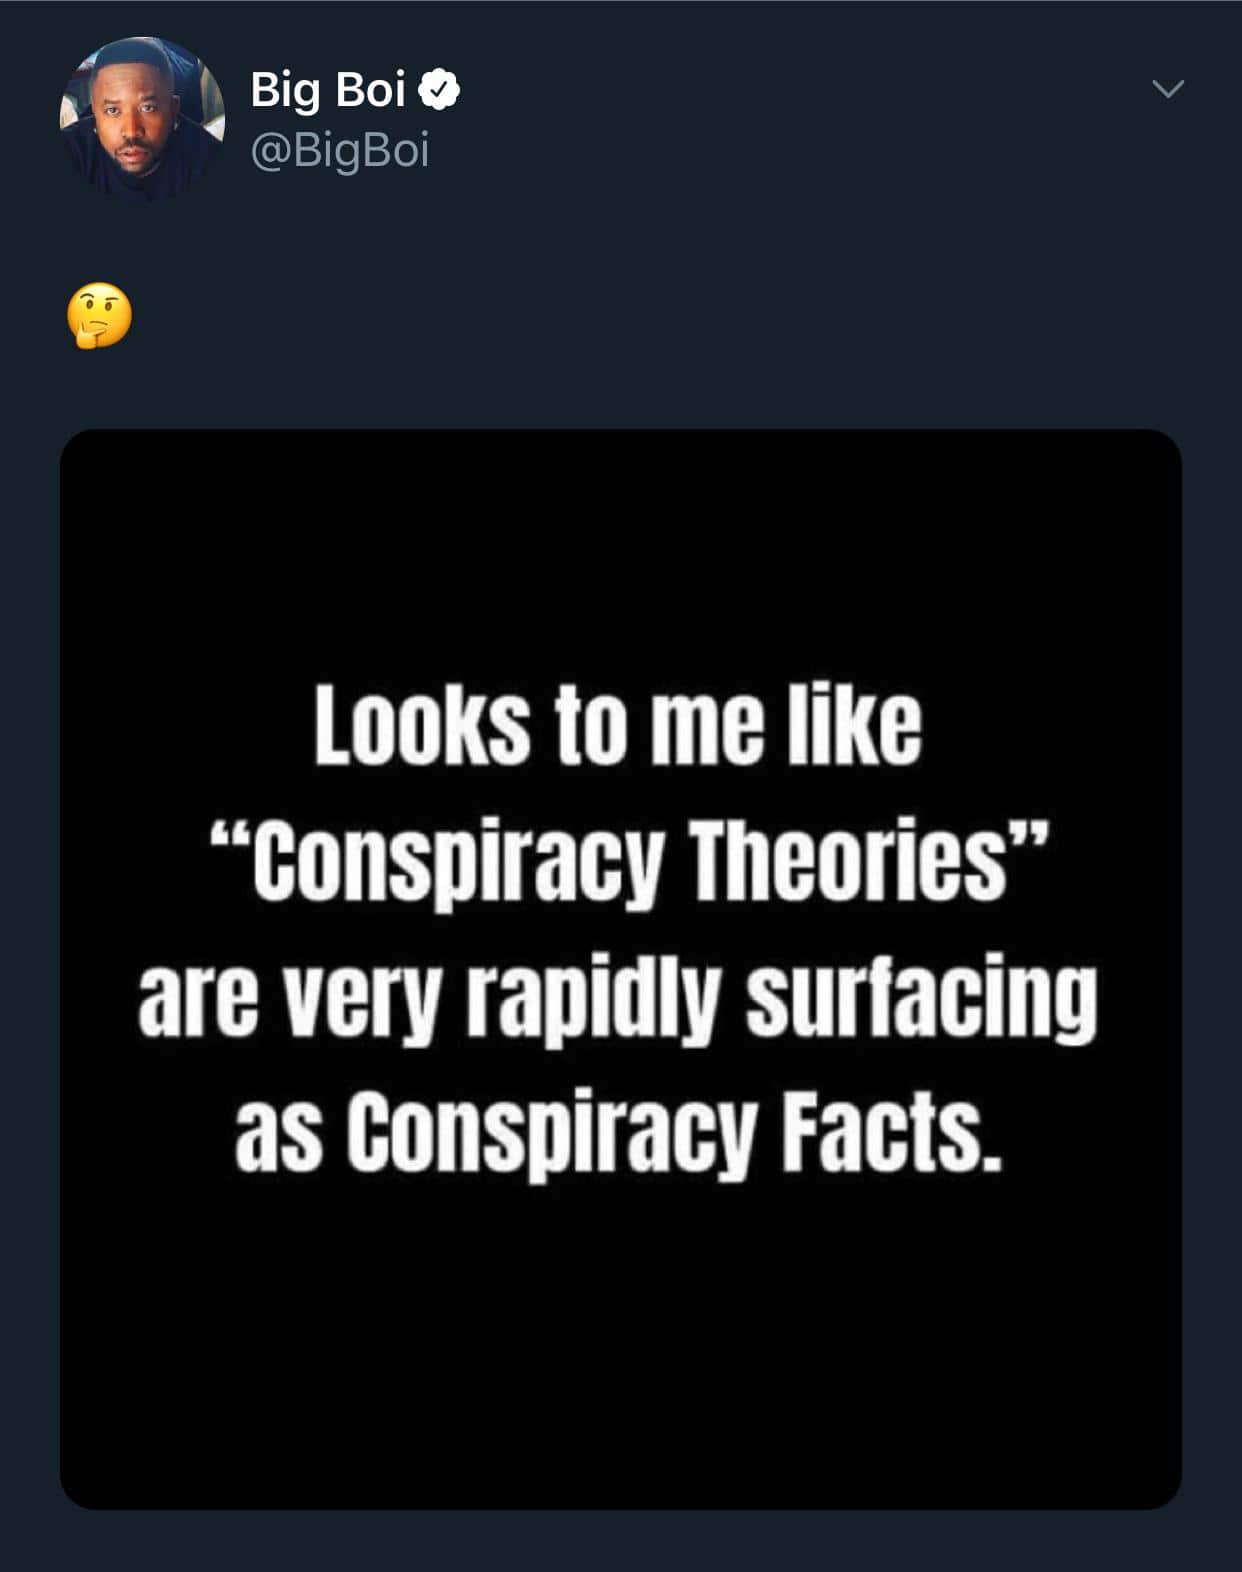 Big Boi
@BigBoi
🤔
Looks to me like
“Conspiracy Theories”
are very rapidly surfacing
as Conspiracy Facts.